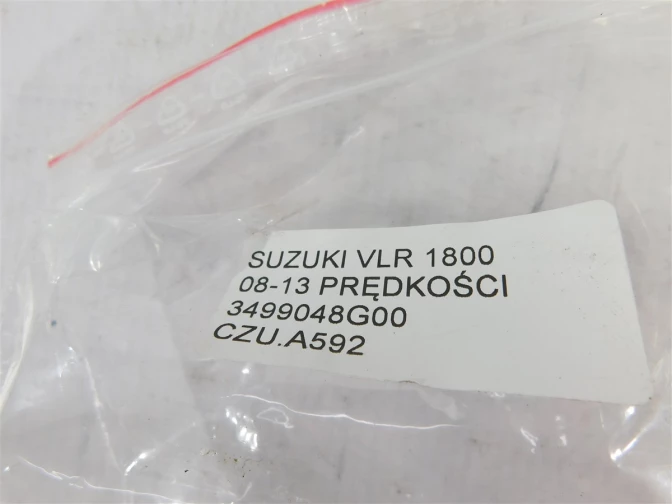 SUZUKI VLR 1800
08-13 PRĘDKOŚCI
3499048G00
CZU.A592